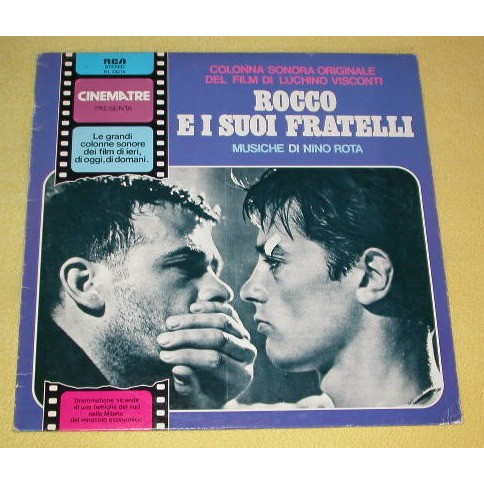 RCA
STEREO
COLONNA SONORA ORIGINALE
DEL FILM DI LUCHINO VISCONTI
ROCCO
E I SUOI FRATELLI
MUSICHE DI NINO ROTA
CINEMATRE
PRESENTA
Le grandi
colonne sonore
dei film di ieri,
di oggi, di domani.
Drammatiche vicende
di una famiglia del sud
nella Milano
del miracolo economico